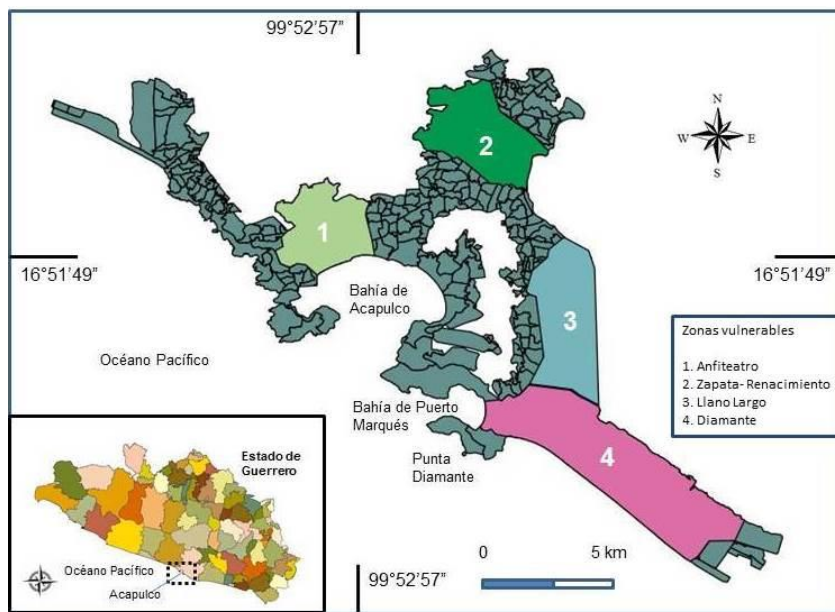 99°52'57"
N
W E
S
2
1
16°51'49"
16°51'49"
Bahía de
Acapulco
3
Zonas vulnerables
1. Anfiteatro
2. Zapata- Renacimiento
3. Llano Largo
4. Diamante
Océano Pacífico
Bahía de Puerto
Marqués
4
Punta
Diamante
Estado de
Guerrero
Océano Pacífico
Acapulco
0 5 km
99°52'57"